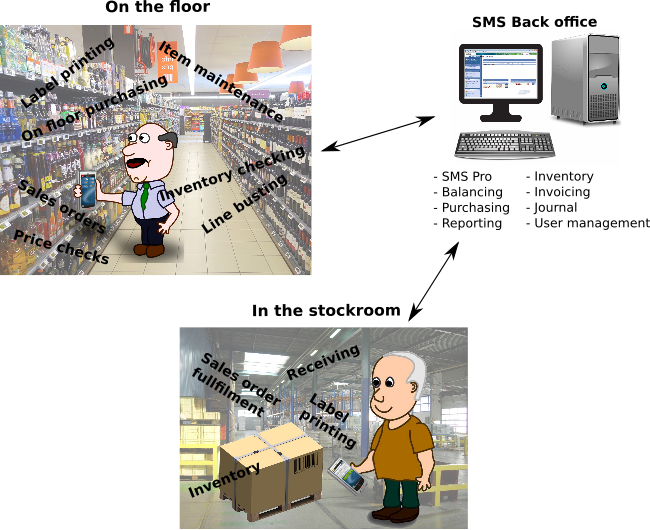 On the floor
Label printing
Item maintenance
On floor purchasing
Inventory checking
Sales orders
Line busting
Price checks
SMS Back office
- SMS Pro
- Balancing
- Purchasing
- Reporting
- Inventory
- Invoicing
- Journal
- User management
In the stockroom
Receiving
Sales order
fullfilment
Label
printing
Inventory